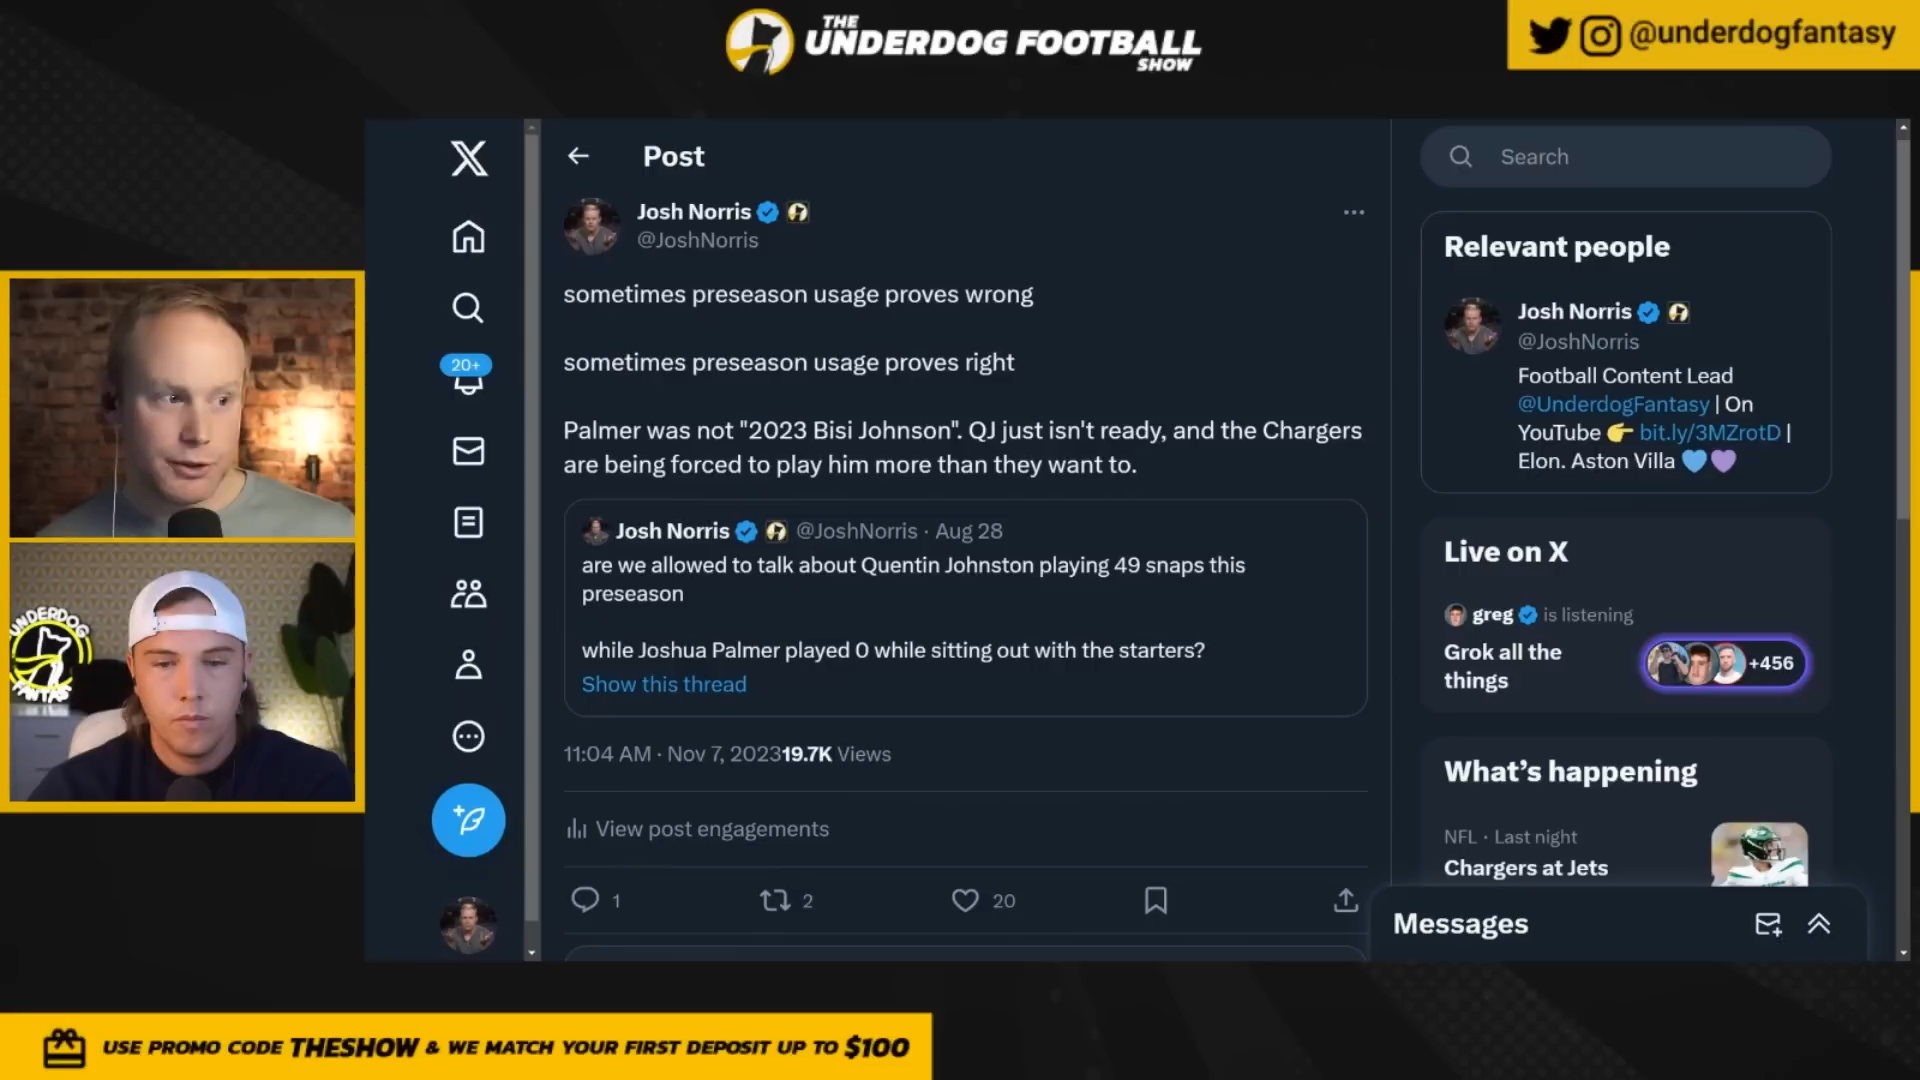 THE
UNDERDOG FOOTBALL
SHOW
@underdogfantasy
Post
Search
Josh Norris
@JoshNorris
sometimes preseason usage proves wrong
sometimes preseason usage proves right
Palmer was not "2023 Bisi Johnson". QJ just isn't ready, and the Chargers
are being forced to play him more than they want to.
Josh Norris @JoshNorris · Aug 28
are we allowed to talk about Quentin Johnston playing 49 snaps this
preseason
while Joshua Palmer played 0 while sitting out with the starters?
Show this thread
11:04 AM · Nov 7, 202319.7K Views
View post engagements
1
2
20
20+
Relevant people
Josh Norris
@JoshNorris
Football Content Lead
@UnderdogFantasy | On
YouTube 👉 bit.ly/3MZrotD |
Elon. Aston Villa 🩵💜
Live on X
greg is listening
Grok all the
things
+456
What's happening
NFL · Last night
Chargers at Jets
Messages
UNDERDOG
FANTAS
USE PROMO CODE THESHOW & WE MATCH YOUR FIRST DEPOSIT UP TO $100